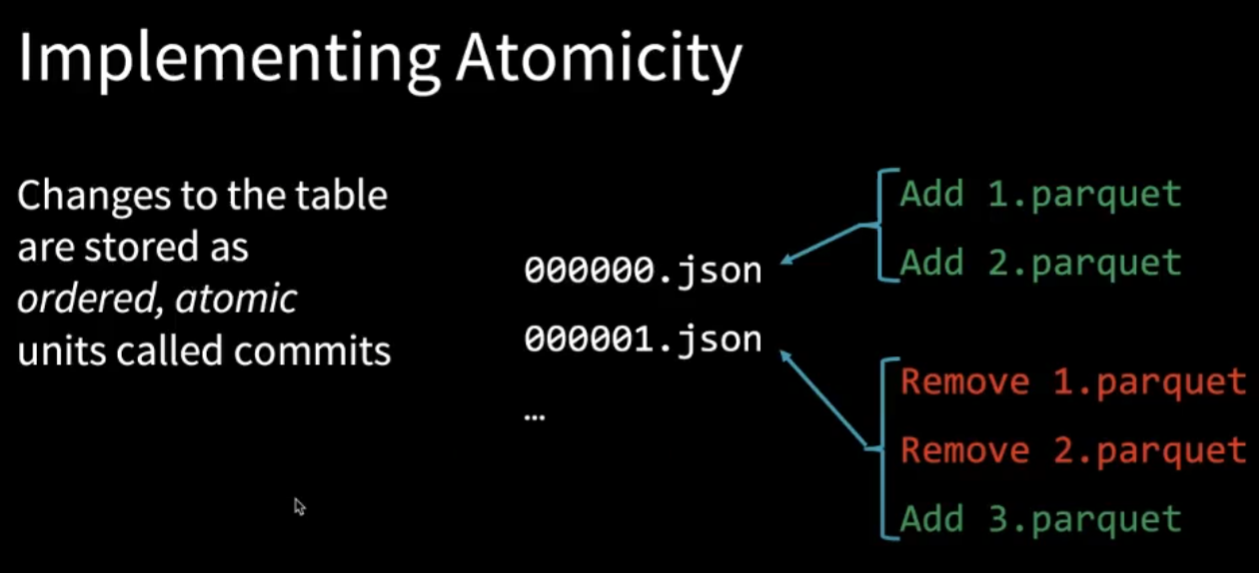 Implementing Atomicity
Changes to the table
are stored as
ordered, atomic
units called commits
000000.json
000001.json
…
Add 1.parquet
Add 2.parquet
Remove 1.parquet
Remove 2.parquet
Add 3.parquet